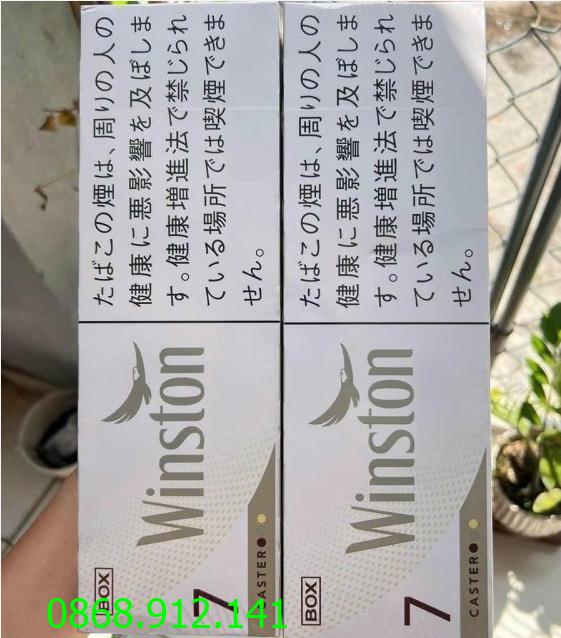 たばこの煙は、周りの人の
健康に悪影響を及ぼしま
す。健康増進法で禁じられ
ている場所では喫煙できま
せん。
Winston
BOX
7
CASTER
たばこの煙は、周りの人の
健康に悪影響を及ぼしま
す。健康増進法で禁じられ
ている場所では喫煙できま
せん。
Winston
BOX
7
CASTER
0868.912.141